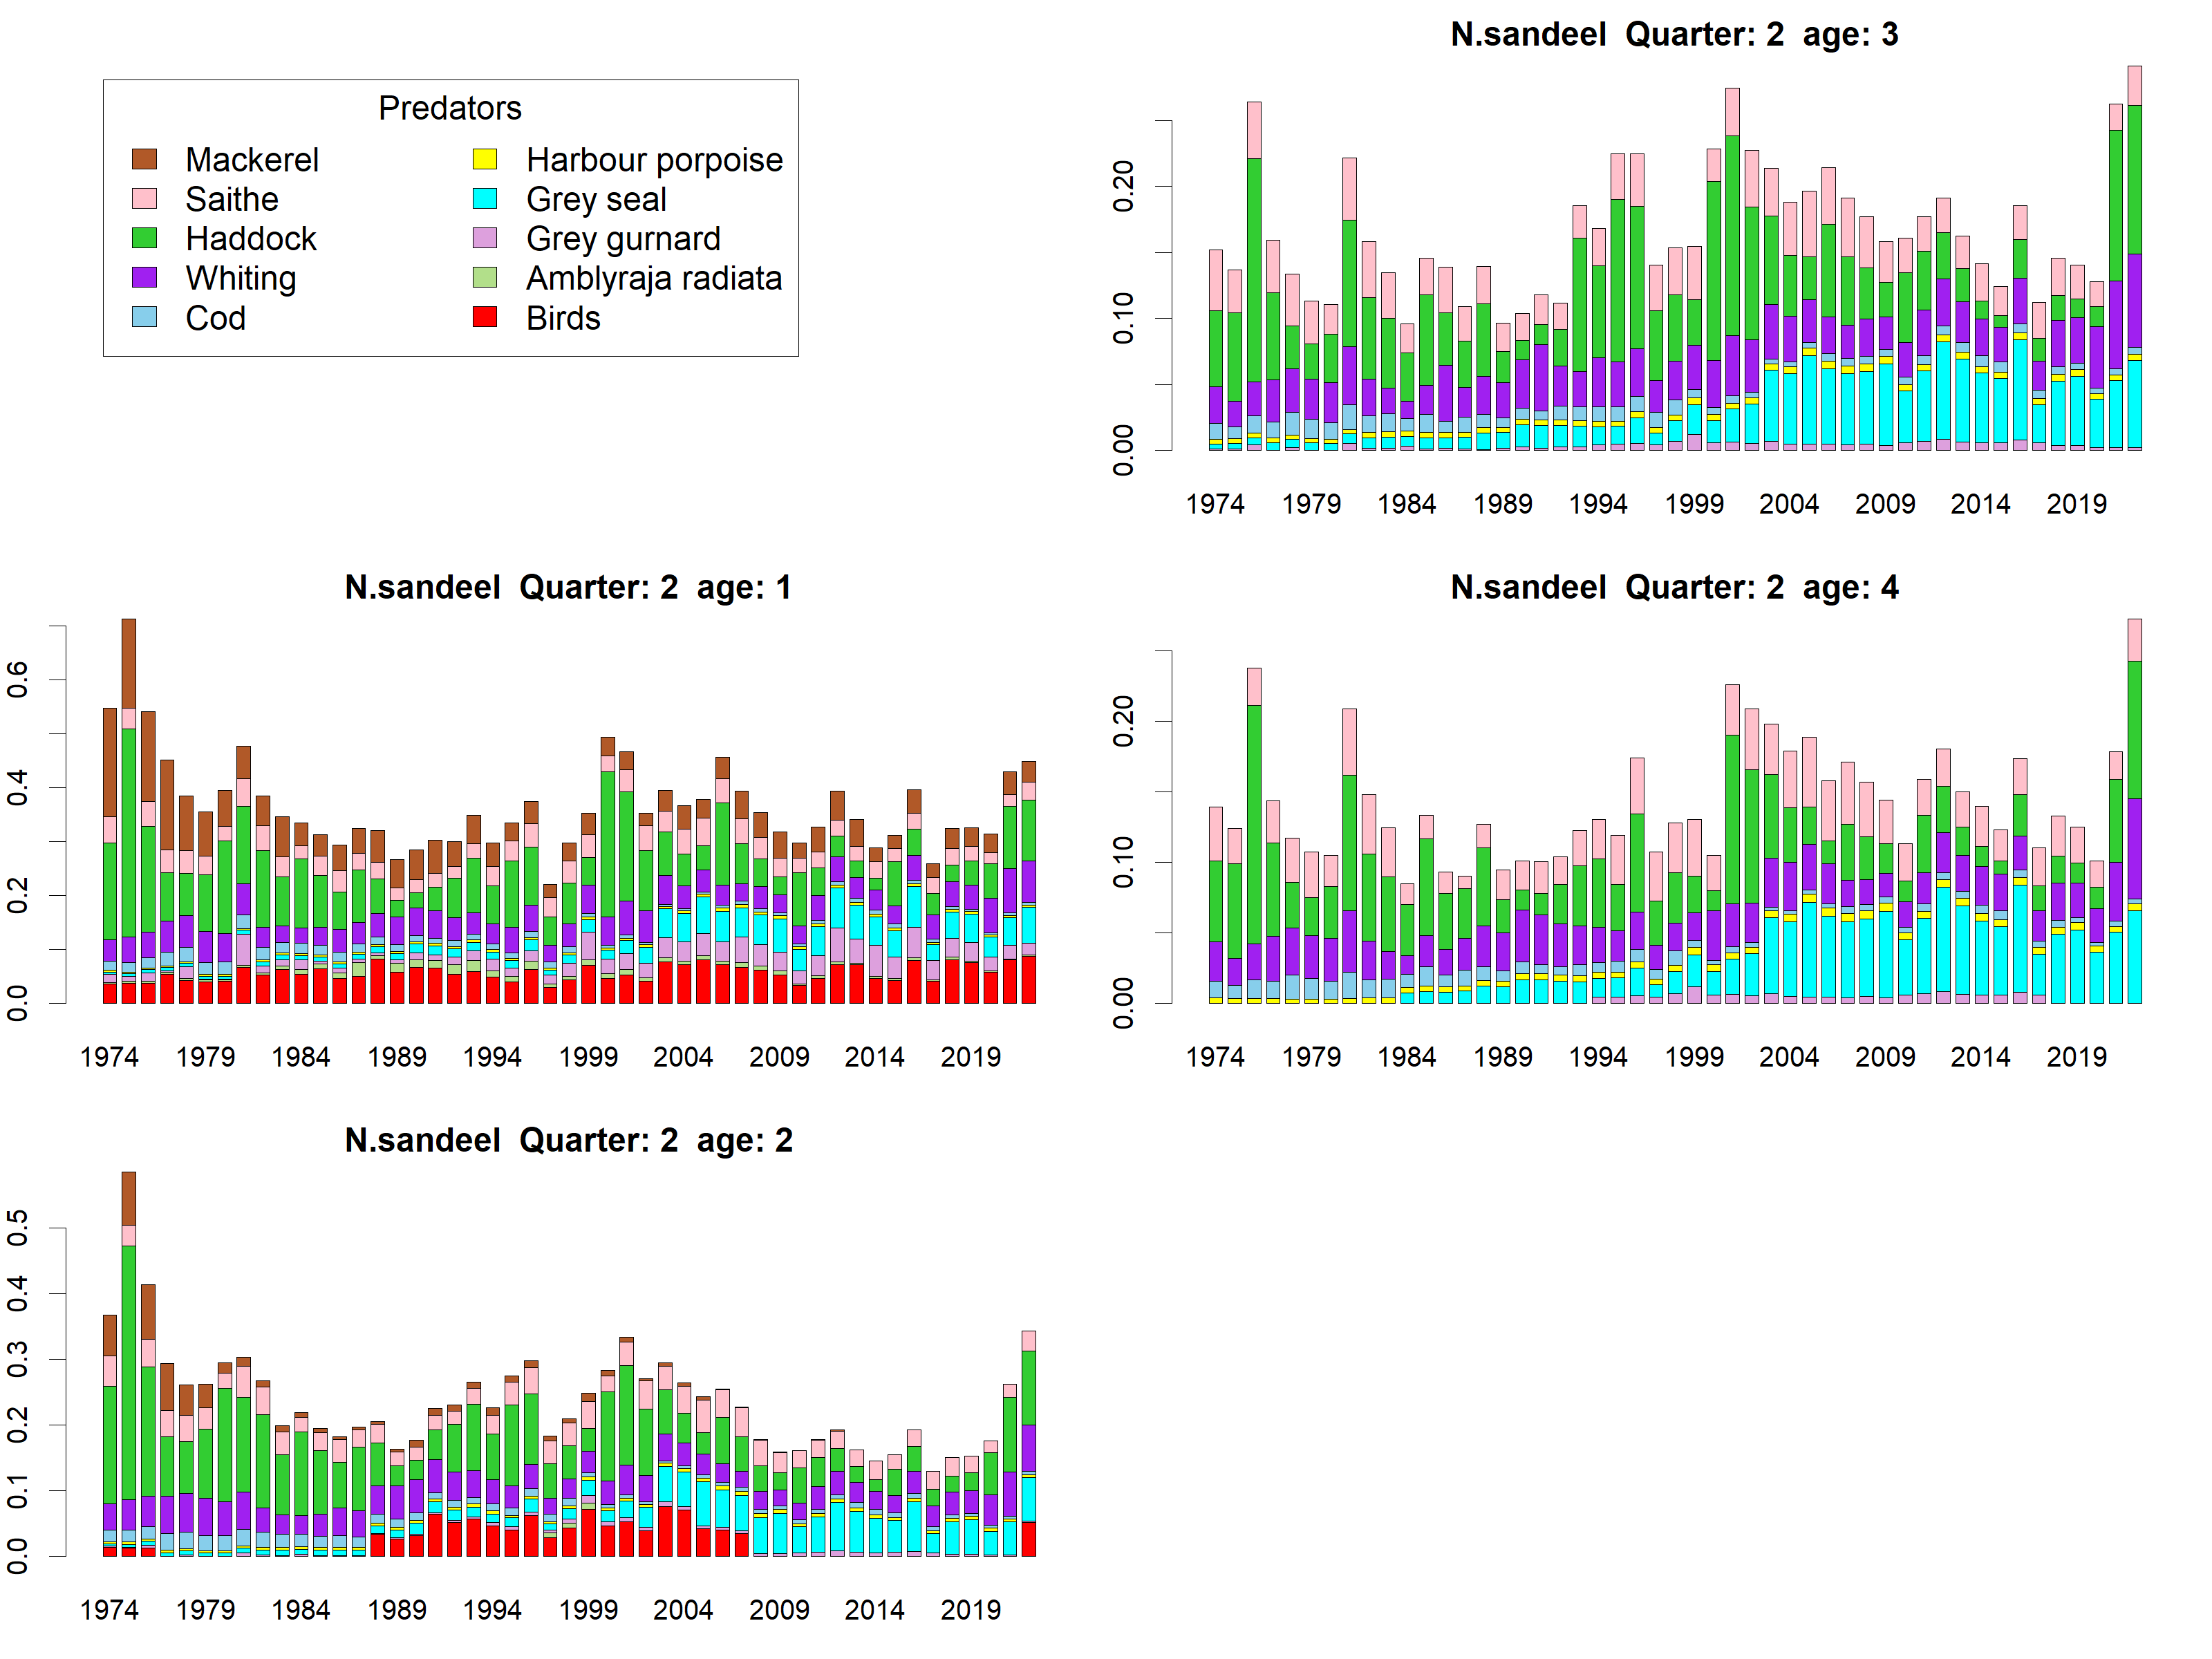 Predators
Mackerel Harbour porpoise
Saithe Grey seal
Haddock Grey gurnard
Whiting Amblyraja radiata
Cod Birds
N.sandeel Quarter: 2 age: 3
0.20
0.10
0.00
1974 1979 1984 1989 1994 1999 2004 2009 2014 2019
N.sandeel Quarter: 2 age: 1
0.6
0.4
0.2
0.0
1974 1979 1984 1989 1994 1999 2004 2009 2014 2019
N.sandeel Quarter: 2 age: 4
0.20
0.10
0.00
1974 1979 1984 1989 1994 1999 2004 2009 2014 2019
N.sandeel Quarter: 2 age: 2
0.5
0.4
0.3
0.2
0.1
0.0
1974 1979 1984 1989 1994 1999 2004 2009 2014 2019